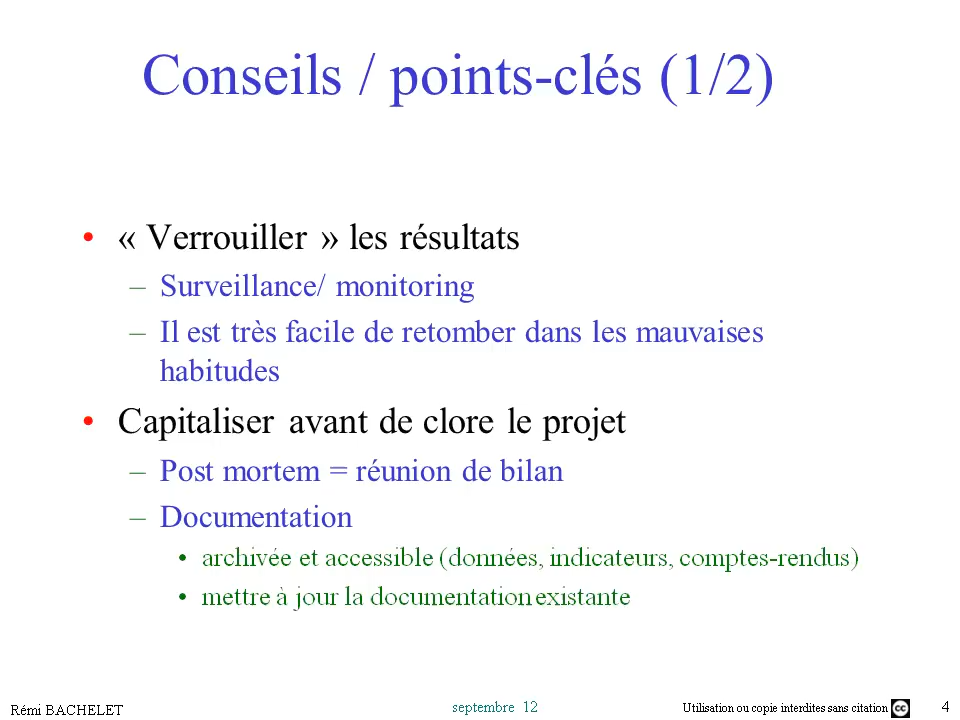 Conseils / points-clés (1/2)
• « Verrouiller » les résultats
– Surveillance/ monitoring
– Il est très facile de retomber dans les mauvaises
habitudes
• Capitaliser avant de clore le projet
– Post mortem = réunion de bilan
– Documentation
• archivée et accessible (données, indicateurs, comptes-rendus)
• mettre à jour la documentation existante
Rémi BACHELET
septembre 12
Utilisation ou copie interdites sans citation cc
4